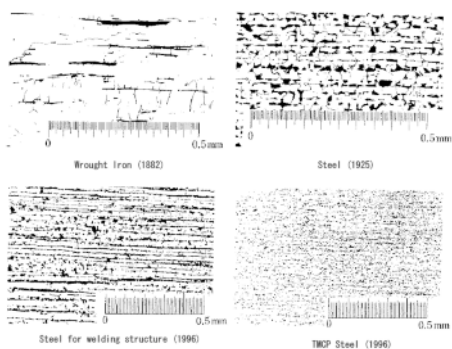 0 0.5mm
Wrought Iron (1882)
0 0.5mm
Steel (1925)
0 0.5mm
Steel for welding structure (1996)
0 0.5mm
TMCP Steel (1996)